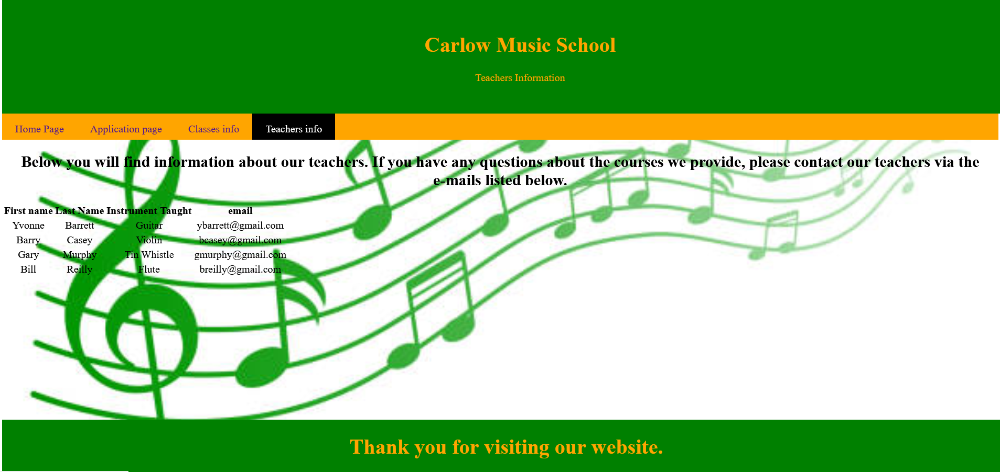 Carlow Music School
Teachers Information
Home Page Application page Classes info Teachers info
Below you will find information about our teachers. If you have any questions about the courses we provide, please contact our teachers via the
e-mails listed below.
First name Last Name Instrument Taught email
Yvonne Barrett Guitar ybarrett@gmail.com
Barry Casey Violin bcasey@gmail.com
Gary Murphy Tin Whistle gmurphy@gmail.com
Bill Reilly Flute breilly@gmail.com
Thank you for visiting our website.